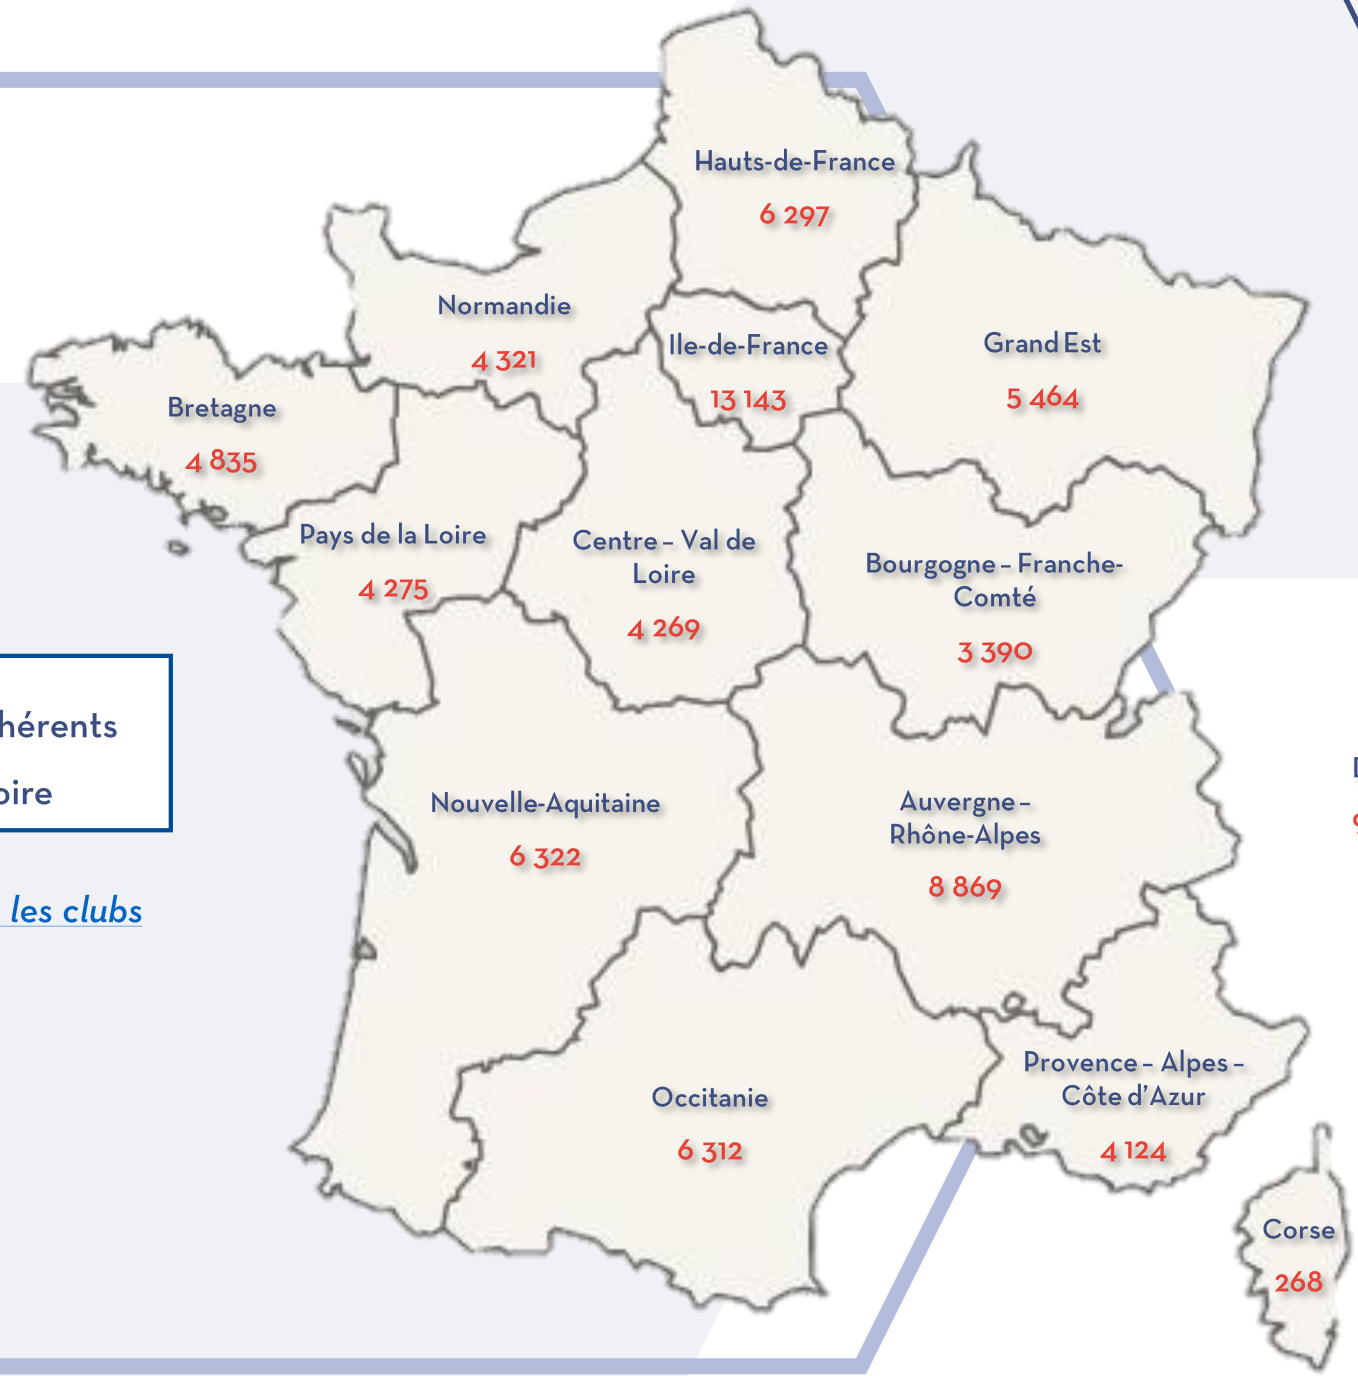 Hauts-de-France
6 297
Normandie
4 321
Ile-de-France
13 143
Grand Est
5 464
Bretagne
4 835
Pays de la Loire
4 275
Centre – Val de
Loire
4 269
Bourgogne – Franche-
Comté
3 390
hérents
oire
les clubs
Nouvelle-Aquitaine
6 322
Auvergne –
Rhône-Alpes
8 869
Occitanie
6 312
Provence – Alpes –
Côte d'Azur
4 124
Corse
268